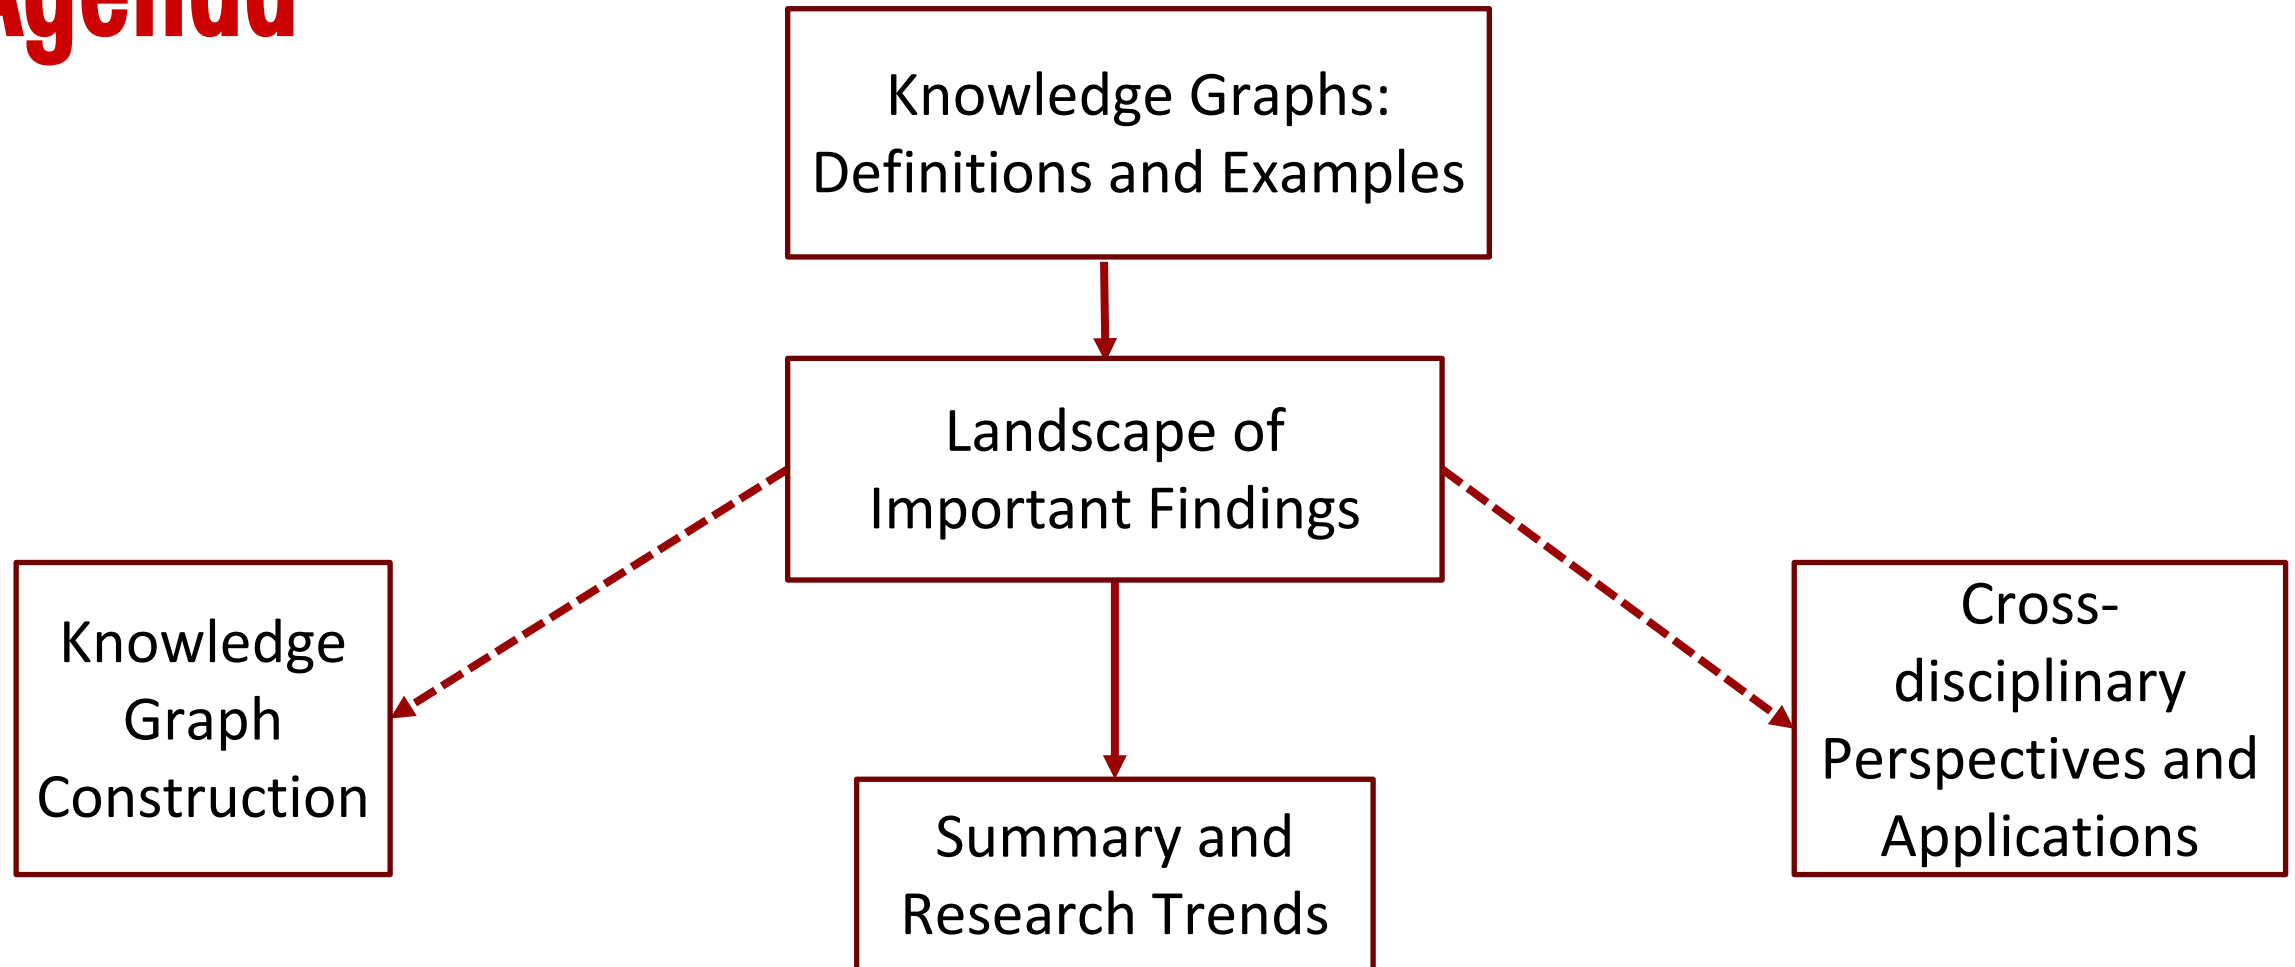 Agenda
Knowledge Graphs:
Definitions and Examples
Landscape of
Important Findings
Knowledge
Graph
Construction
Cross-
disciplinary
Perspectives and
Applications
Summary and
Research Trends